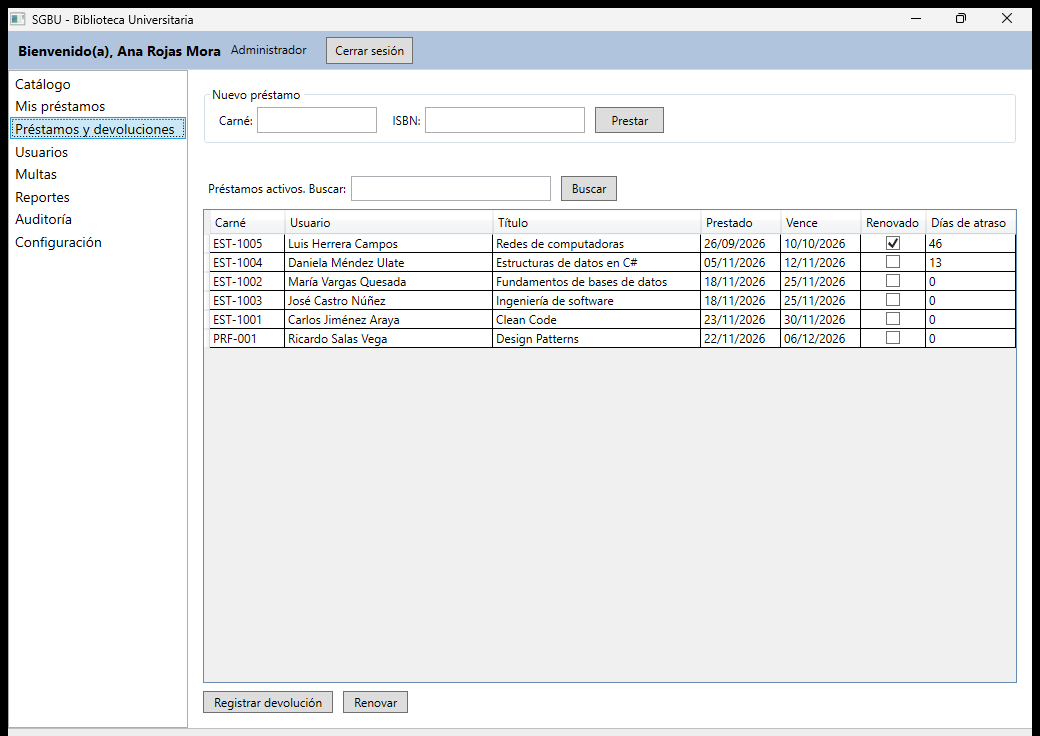 SGBU - Biblioteca Universitaria
Bienvenido(a), Ana Rojas Mora Administrador Cerrar sesión
Catálogo
Mis préstamos
Préstamos y devoluciones
Usuarios
Multas
Reportes
Auditoría
Configuración
Nuevo préstamo
Carné: ISBN: Prestar
Préstamos activos. Buscar: Buscar
Carné Usuario Título Prestado Vence Renovado Días de atraso
EST-1005 Luis Herrera Campos Redes de computadoras 26/09/2026 10/10/2026 46
EST-1004 Daniela Méndez Ulate Estructuras de datos en C# 05/11/2026 12/11/2026 13
EST-1002 María Vargas Quesada Fundamentos de bases de datos 18/11/2026 25/11/2026 0
EST-1003 José Castro Núñez Ingeniería de software 18/11/2026 25/11/2026 0
EST-1001 Carlos Jiménez Araya Clean Code 23/11/2026 30/11/2026 0
PRF-001 Ricardo Salas Vega Design Patterns 22/11/2026 06/12/2026 0
Registrar devolución Renovar